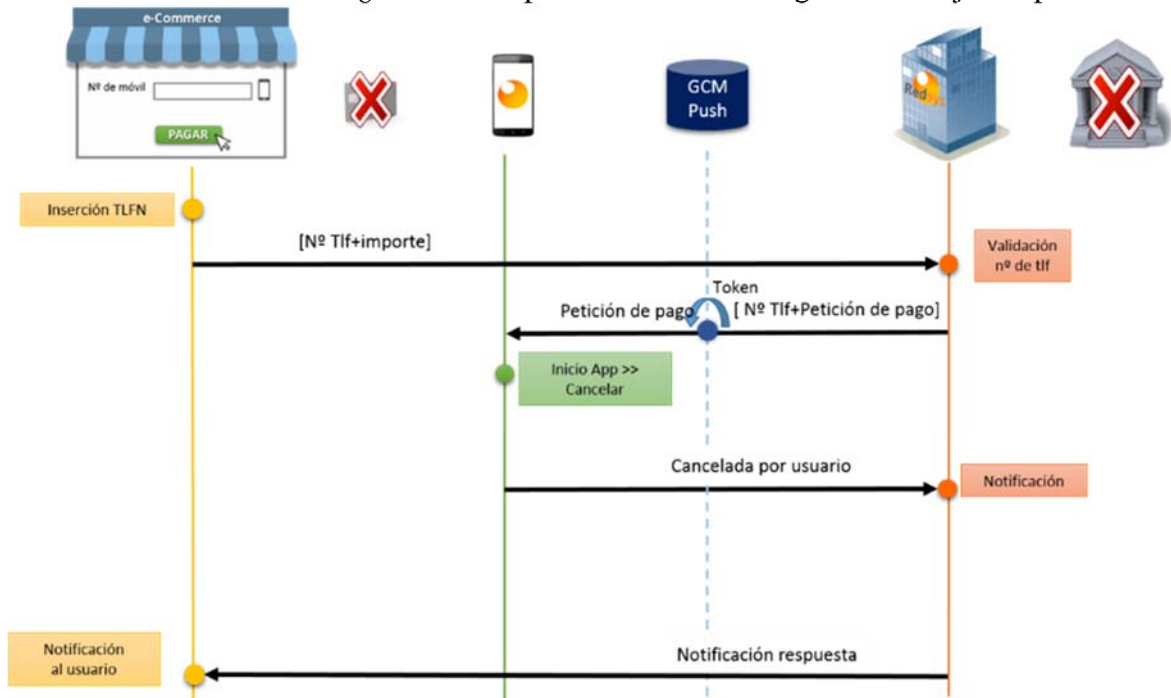 e-Commerce
Nº de móvil
PAGAR
GCM
Push
Redsys
Inserción TLFN
[Nº Tlf+importe]
Validación
nº de tlf
Token
Petición de pago
[ Nº Tlf+Petición de pago]
Inicio App >>
Cancelar
Cancelada por usuario
Notificación
Notificación
al usuario
Notificación respuesta